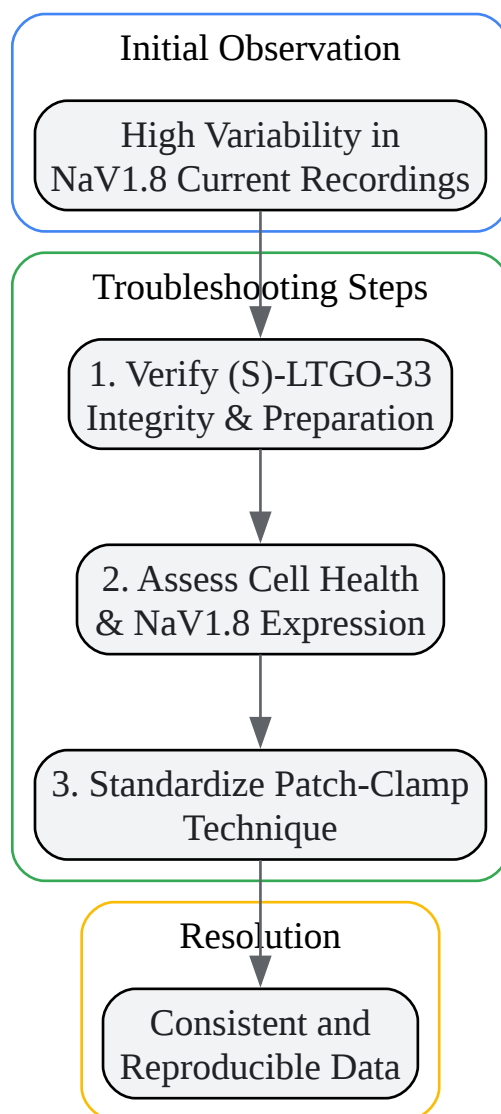 Initial Observation
High Variability in
NaV1.8 Current Recordings
Troubleshooting Steps
1. Verify (S)-LTGO-33
Integrity & Preparation
2. Assess Cell Health
& NaV1.8 Expression
3. Standardize Patch-Clamp
Technique
Resolution
Consistent and
Reproducible Data